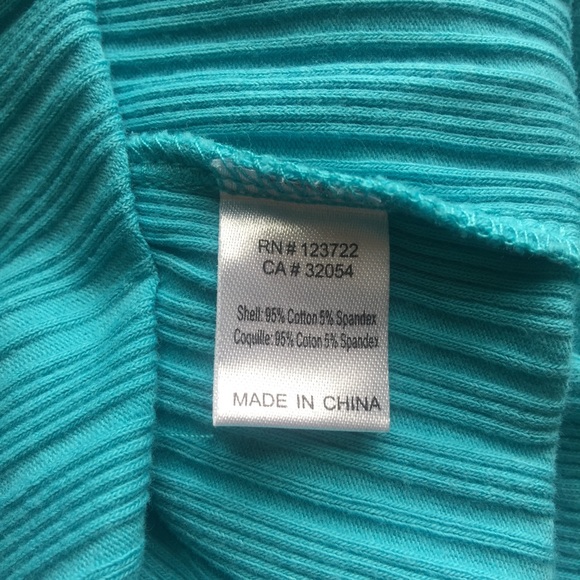 RN # 123722
CA # 32054
Shell: 95% Cotton 5% Spandex
Coquille: 95% Coton 5% Spandex
MADE IN CHINA